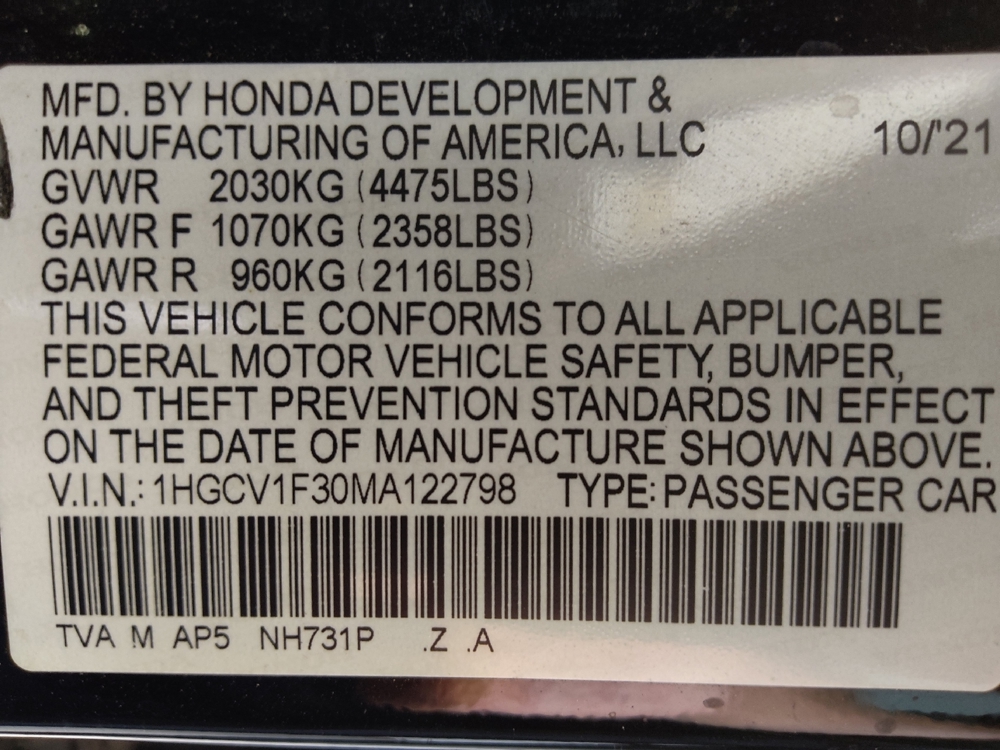 MFD. BY HONDA DEVELOPMENT &
MANUFACTURING OF AMERICA, LLC 10/'21
GVWR 2030KG (4475LBS)
GAWR F 1070KG (2358LBS)
GAWR R 960KG (2116LBS)
THIS VEHICLE CONFORMS TO ALL APPLICABLE
FEDERAL MOTOR VEHICLE SAFETY, BUMPER,
AND THEFT PREVENTION STANDARDS IN EFFECT
ON THE DATE OF MANUFACTURE SHOWN ABOVE.
V.I.N.: 1HGCV1F30MA122798 TYPE: PASSENGER CAR
TVA M AP5 NH731P .Z .A